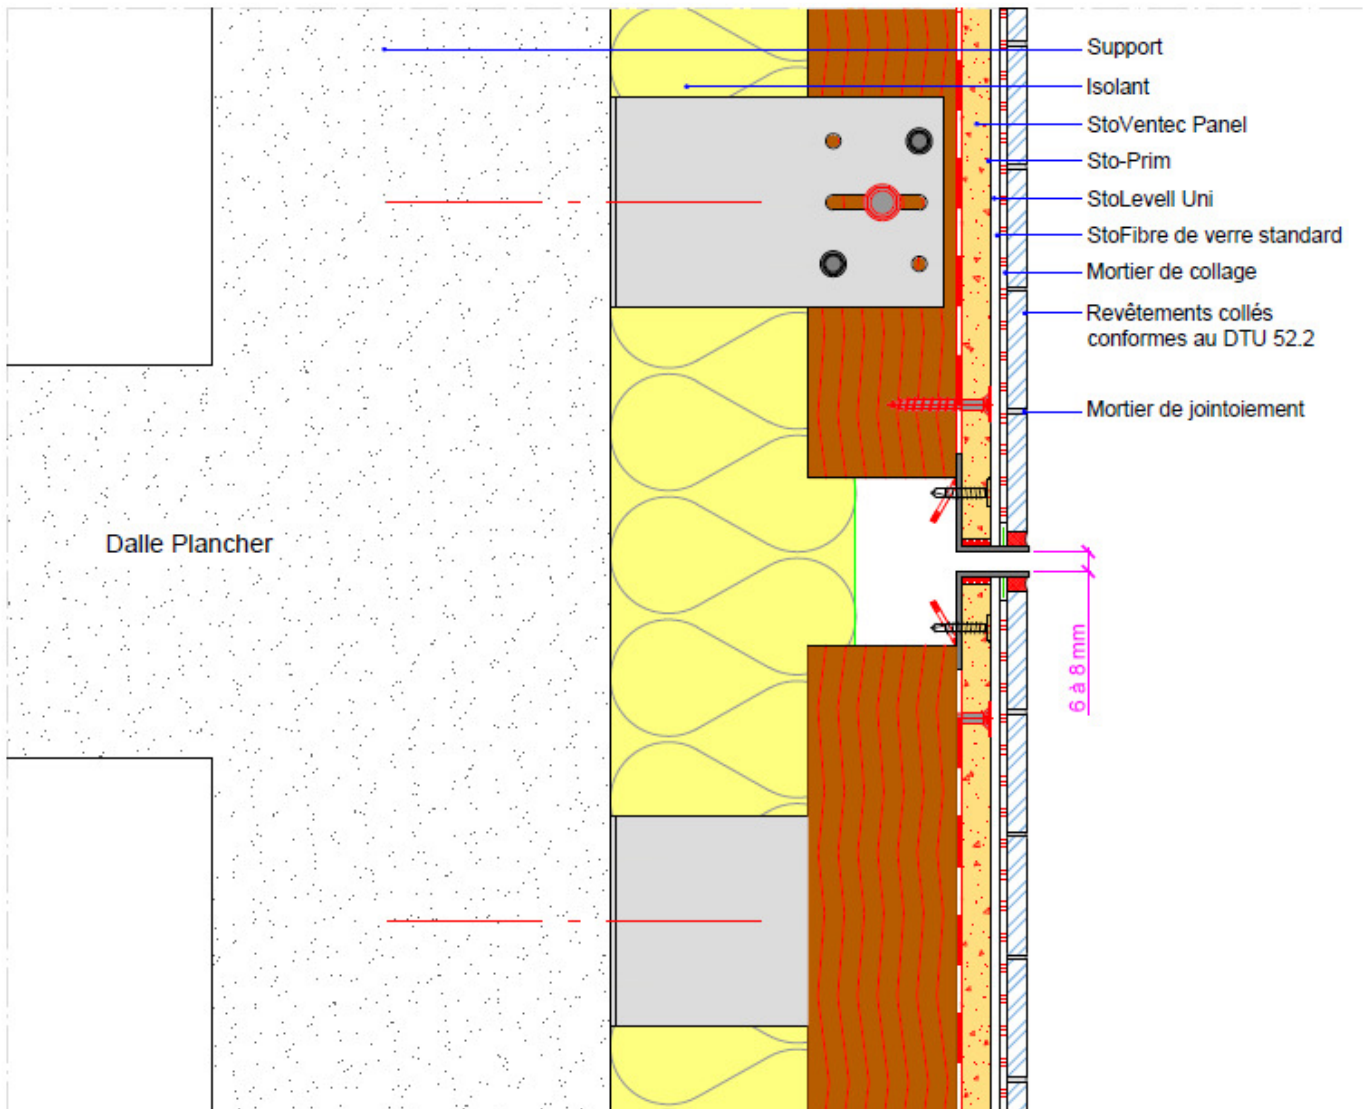 Support
Isolant
StoVentec Panel
Sto-Prim
StoLevell Uni
StoFibre de verre standard
Mortier de collage
Revêtements collés
conformes au DTU 52.2
Mortier de jointoiement
Dalle Plancher
6 à 8 mm